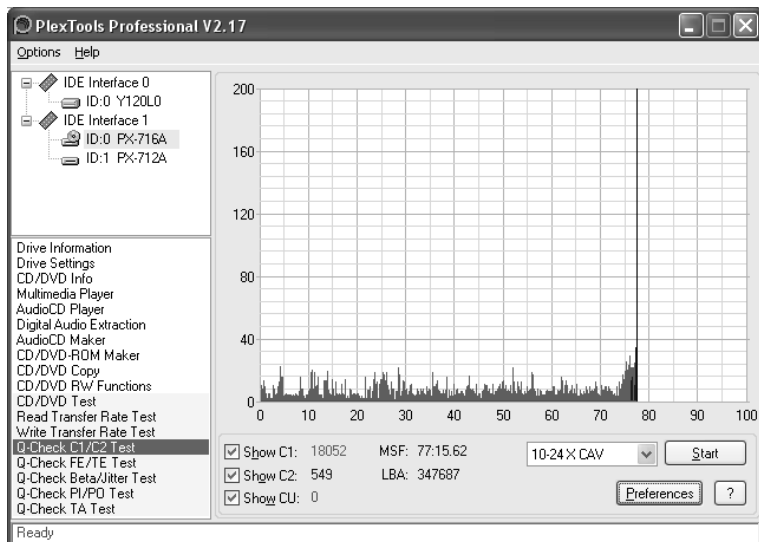 PlexTools Professional V2.17
Options Help
IDE Interface 0
ID:0 Y120L0
IDE Interface 1
ID:0 PX-716A
ID:1 PX-712A
Drive Information
Drive Settings
CD/DVD Info
Multimedia Player
AudioCD Player
Digital Audio Extraction
AudioCD Maker
CD/DVD-ROM Maker
CD/DVD Copy
CD/DVD RW Functions
CD/DVD Test
Read Transfer Rate Test
Write Transfer Rate Test
Q-Check C1/C2 Test
Q-Check FE/TE Test
Q-Check Beta/Jitter Test
Q-Check PI/PO Test
Q-Check TA Test
200
160
120
80
40
0
0 10 20 30 40 50 60 70 80 90 100
Show C1: 18052 MSF: 77:15.62 10-24 X CAV Start
Show C2: 549 LBA: 347687
Show CU: 0 Preferences ?
Ready